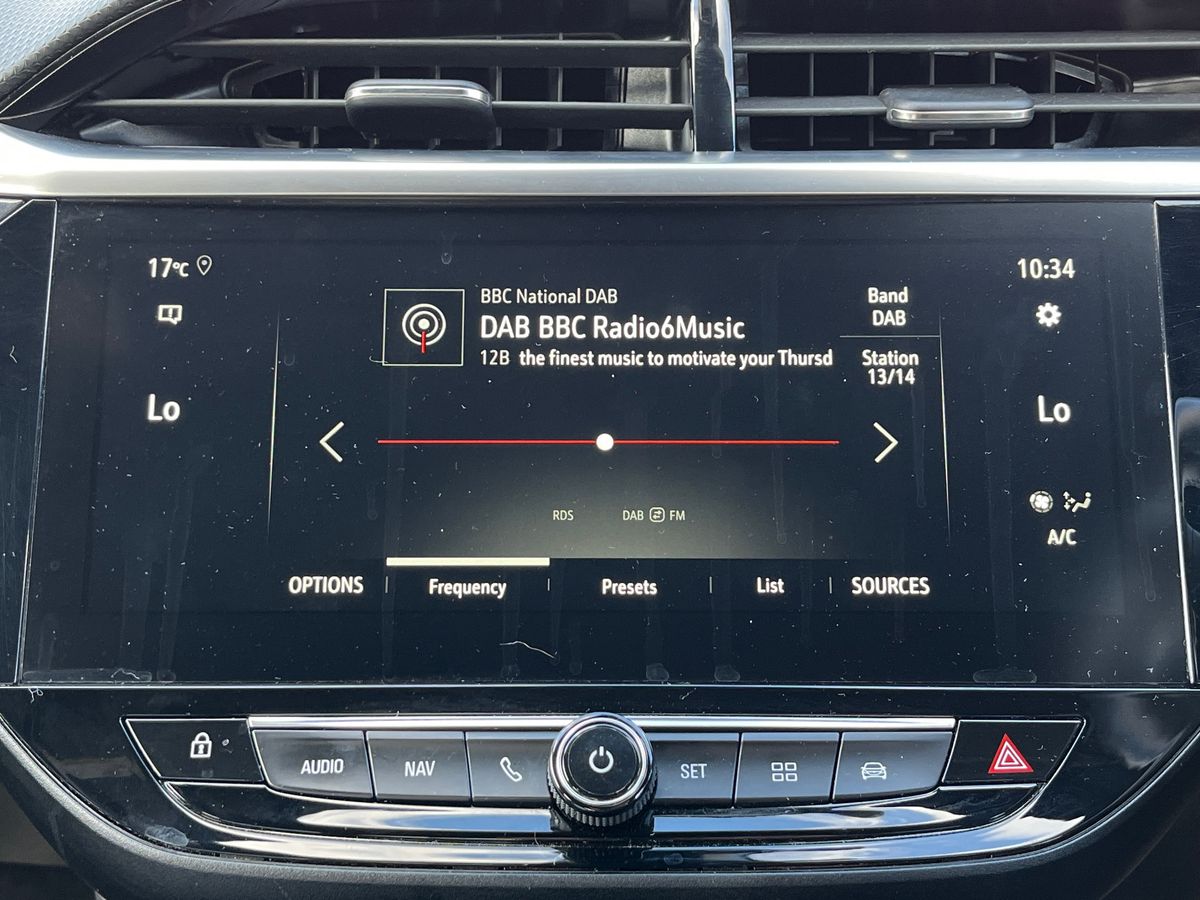 17°C
10:34
BBC National DAB
DAB BBC Radio6Music
12B the finest music to motivate your Thursd
Band
DAB
Station
13/14
Lo
Lo
RDS
DAB FM
A/C
OPTIONS
Frequency
Presets
List
SOURCES
AUDIO
NAV
SET